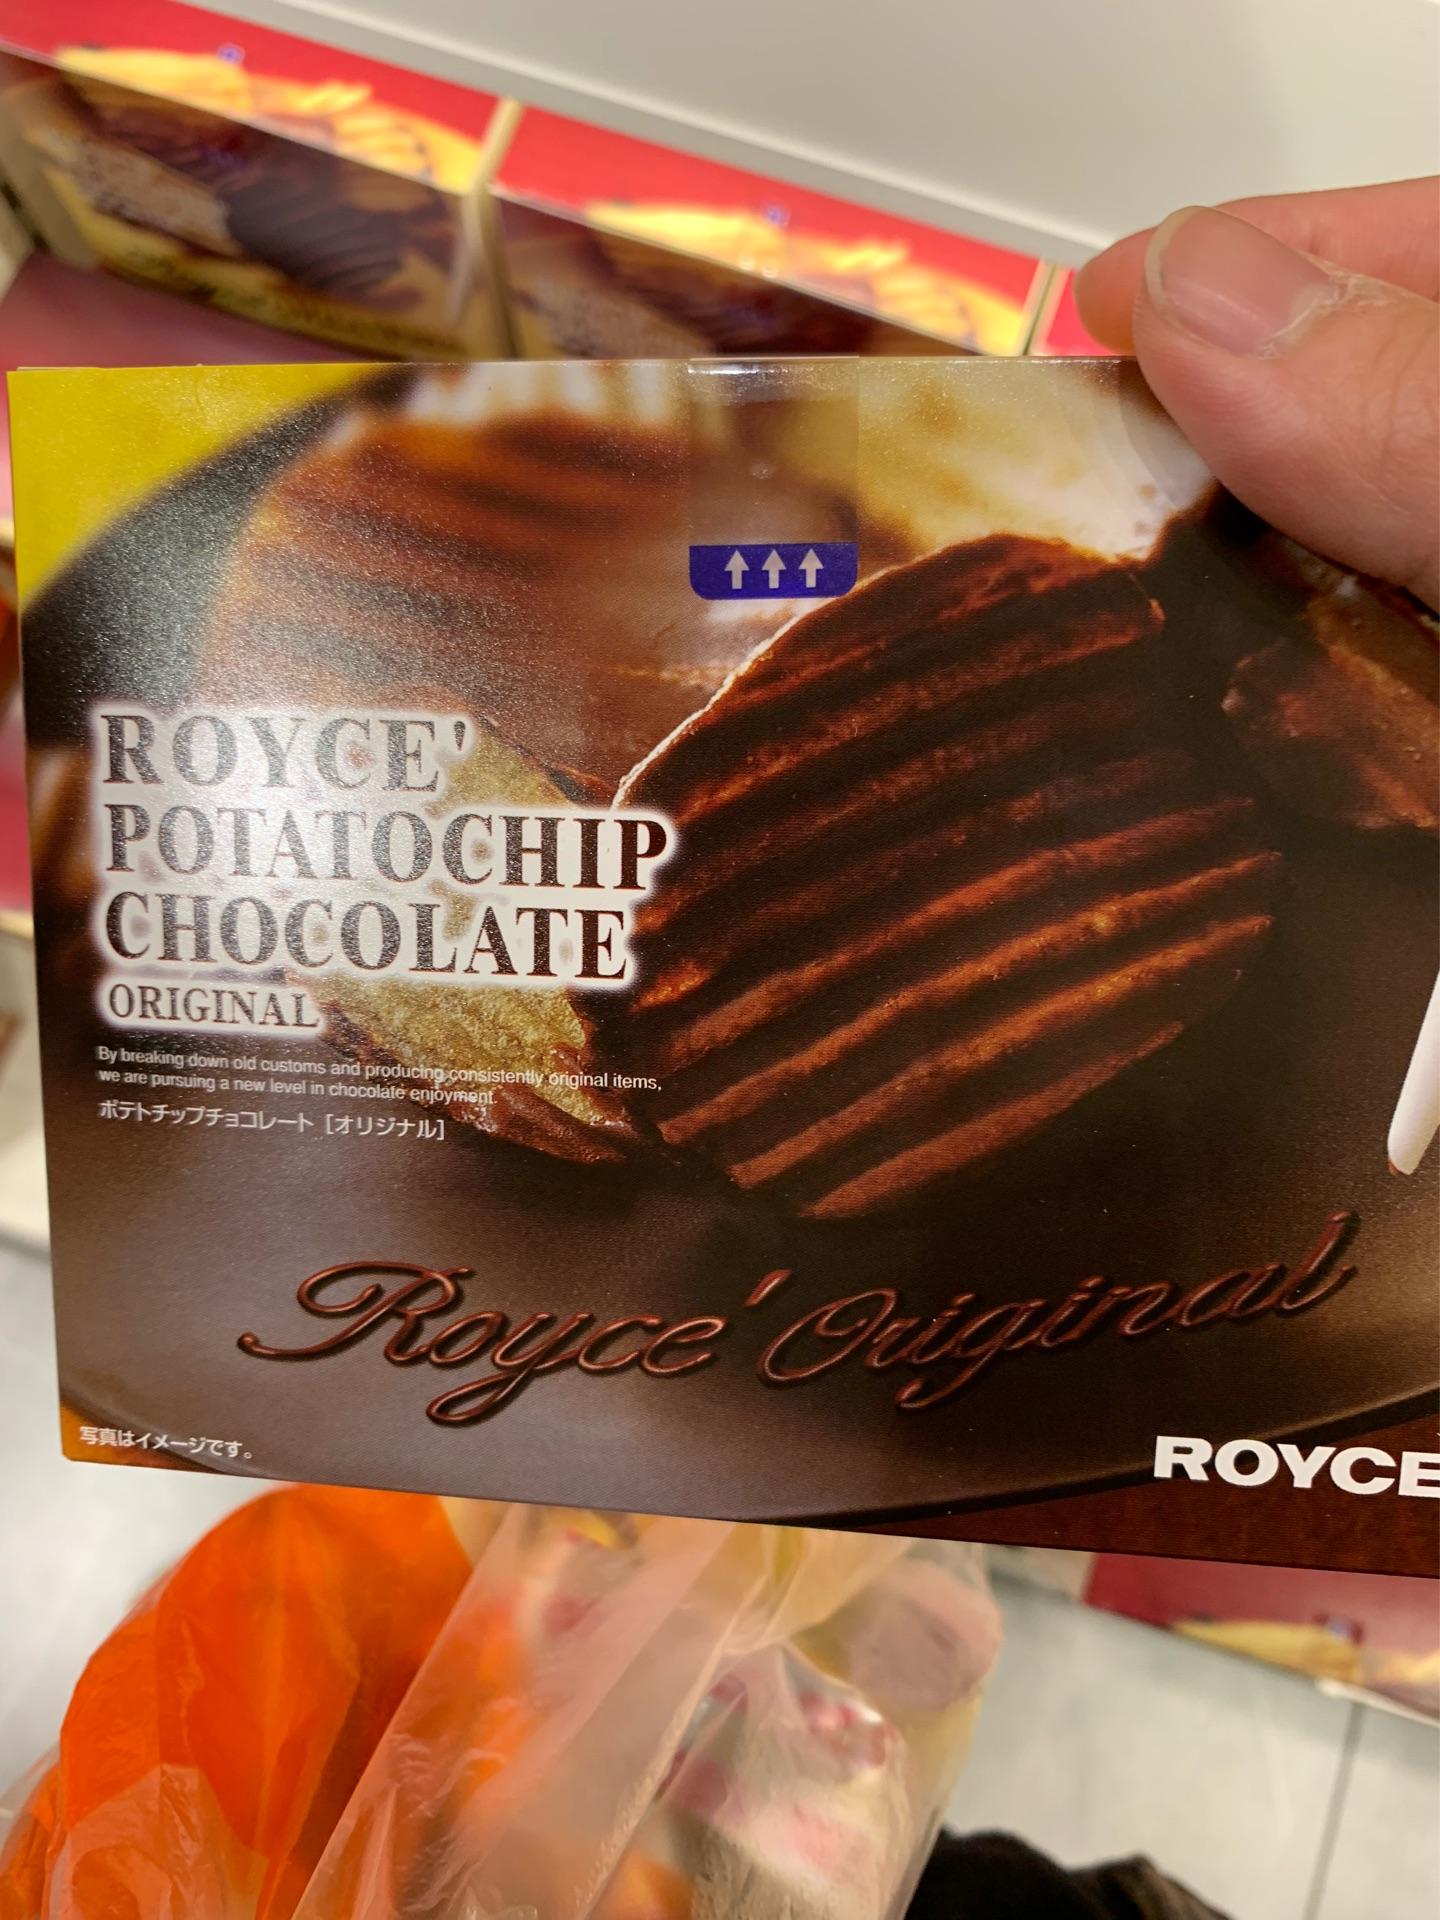 ROYCE'
POTATOCHIP
CHOCOLATE
ORIGINAL
By breaking down old customs and producing consistently original items,
we are pursuing a new level in chocolate enjoyment.
ポテトチップチョコレート [オリジナル]
Royce' Original
写真はイメージです。
ROYCE